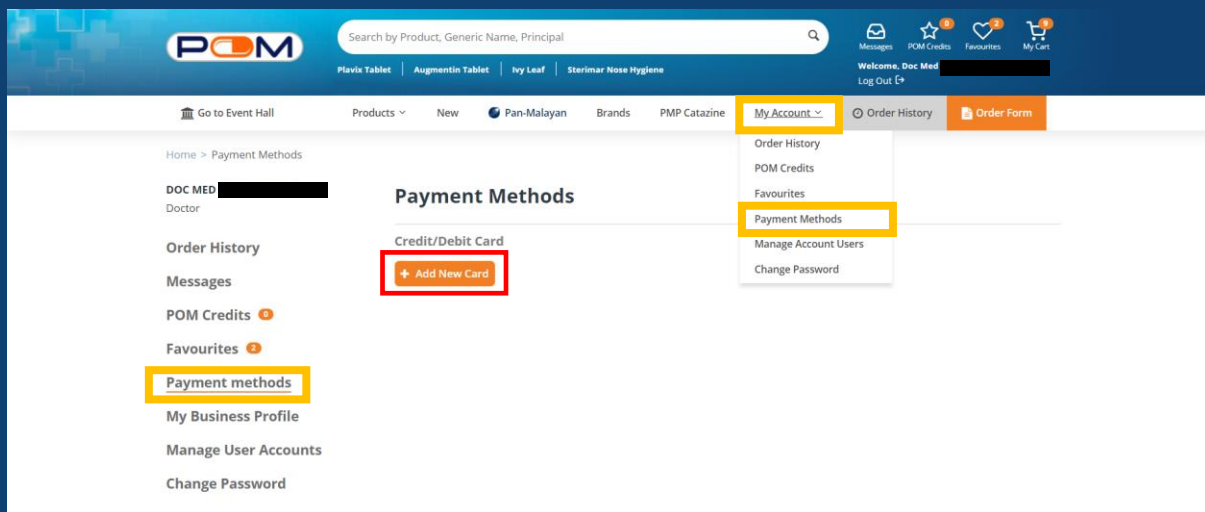 POM
Search by Product, Generic Name, Principal
Plavix Tablet | Augmentin Tablet | Ivy Leaf | Sterimar Nose Hygiene
0
2
9
Messages POM Credits Favourites My Cart
Welcome, Doc Med
Log Out
Go to Event Hall Products New Pan-Malayan Brands PMP Catazine My Account Order History Order Form
Order History
POM Credits
Favourites
Payment Methods
Manage Account Users
Change Password
Home > Payment Methods
DOC MED
Doctor
Order History
Messages
POM Credits 0
Favourites 2
Payment methods
My Business Profile
Manage User Accounts
Change Password
Payment Methods
Credit/Debit Card
+ Add New Card